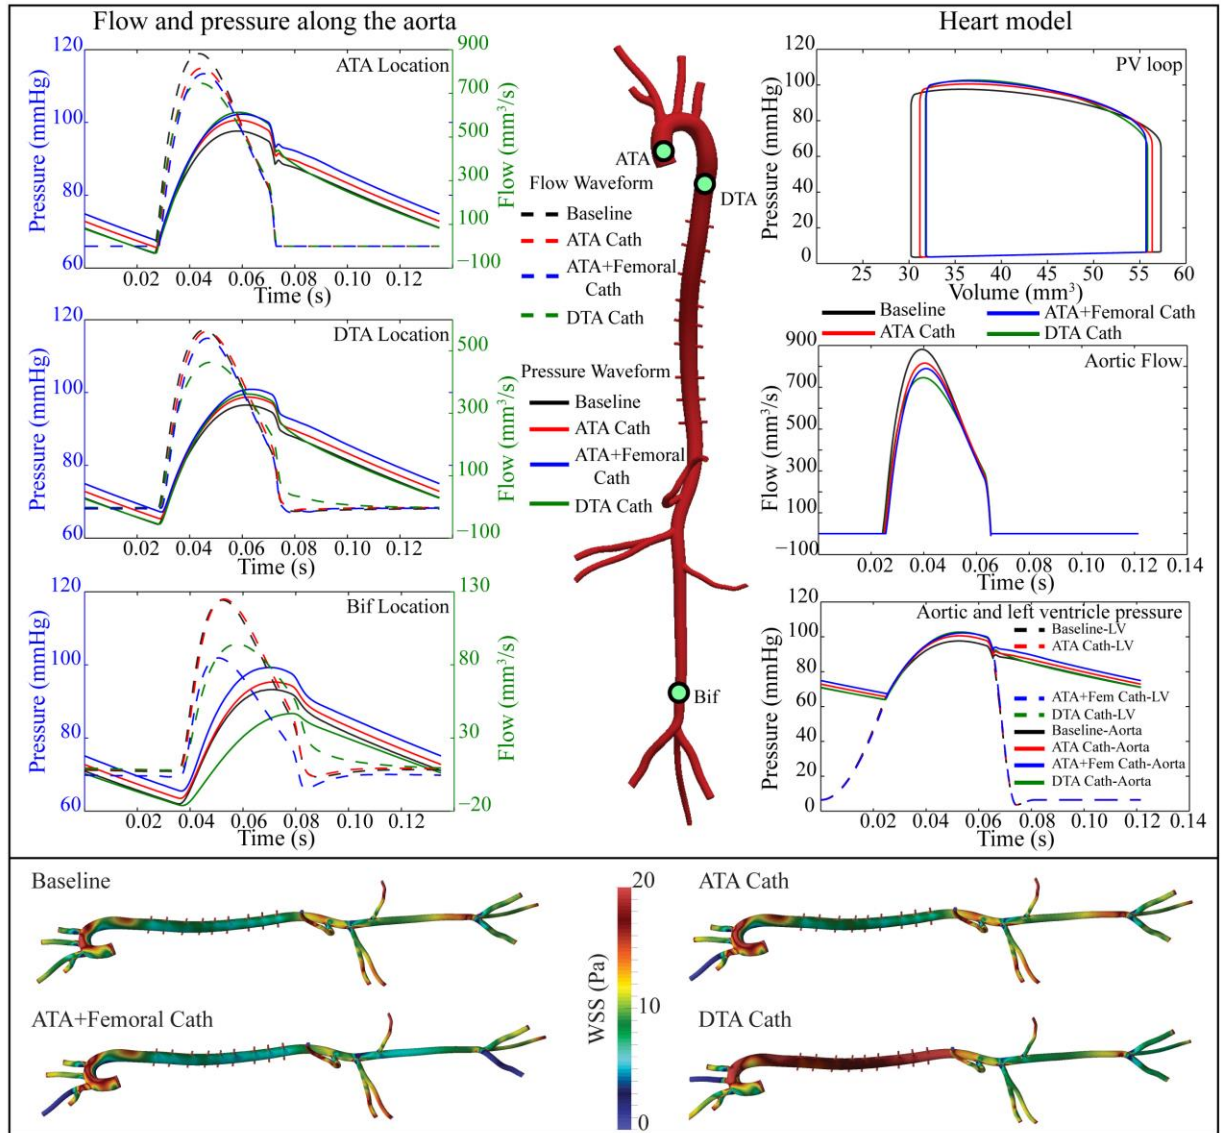 Flow and pressure along the aorta
120
100
80
60
Pressure (mmHg)
ATA Location
900
700
500
300
100
−100
Flow (mm³/s)
0.02 0.04 0.06 0.08 0.10 0.12
Time (s)
120
100
80
60
Pressure (mmHg)
DTA Location
500
300
100
−100
Flow (mm³/s)
0.02 0.04 0.06 0.08 0.10 0.12
Time (s)
120
100
80
60
Pressure (mmHg)
Bif Location
130
80
30
−20
Flow (mm³/s)
0.02 0.04 0.06 0.08 0.10 0.12
Time (s)
ATA
DTA
Bif
Flow Waveform
Baseline
ATA Cath
ATA+Femoral
Cath
DTA Cath
Pressure Waveform
Baseline
ATA Cath
ATA+Femoral
Cath
DTA Cath
Heart model
120
100
80
60
40
20
0
Pressure (mmHg)
PV loop
25 30 35 40 45 50 55 60
Volume (mm³)
Baseline
ATA Cath
ATA+Femoral Cath
DTA Cath
900
700
500
300
100
−100
Flow (mm³/s)
Aortic Flow
0.02 0.04 0.06 0.08 0.10 0.12 0.14
Time (s)
120
100
80
60
40
20
0
Pressure (mmHg)
Aortic and left ventricle pressure
Baseline-LV
ATA Cath-LV
ATA+Fem Cath-LV
DTA Cath-LV
Baseline-Aorta
ATA Cath-Aorta
ATA+Fem Cath-Aorta
DTA Cath-Aorta
0.02 0.04 0.06 0.08 0.10 0.12 0.14
Time (s)
Baseline
ATA Cath
ATA+Femoral Cath
DTA Cath
WSS (Pa)
20
10
0